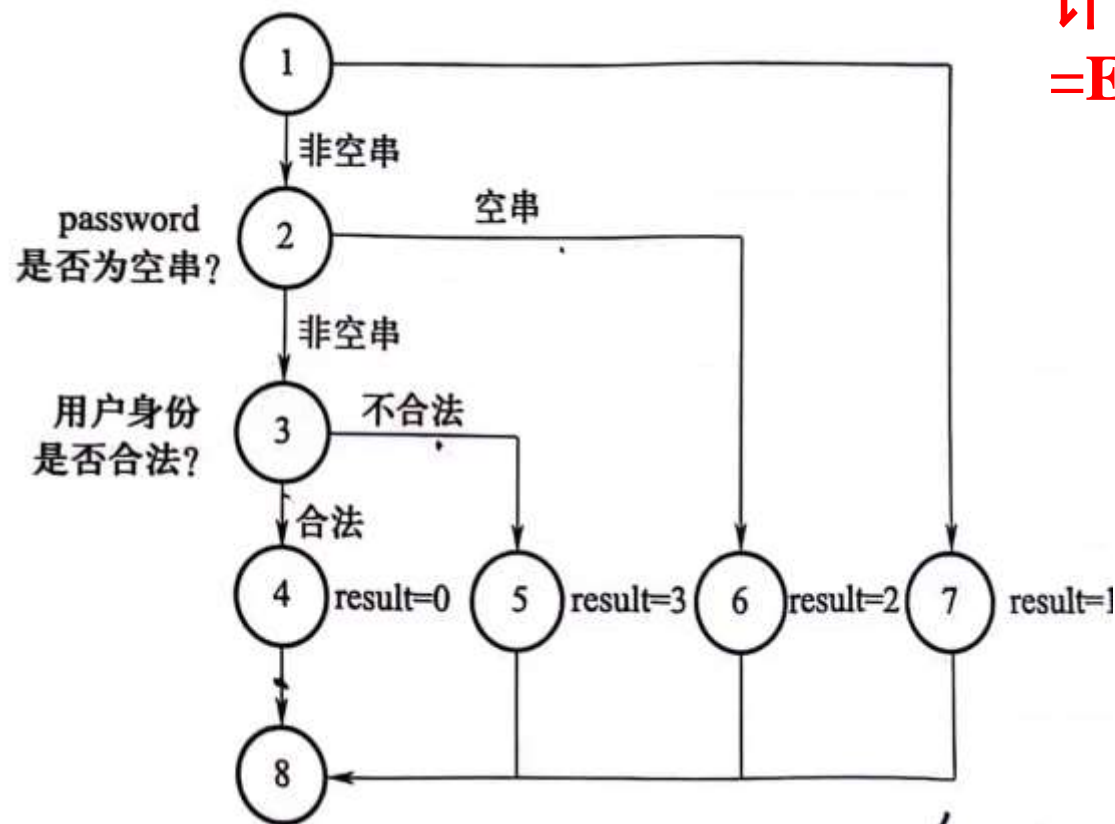 =E
1
非空串
空串
password
是否为空串?
2
非空串
用户身份
是否合法?
3
不合法
合法
4
result=0
5
result=3
6
result=2
7
result=1
8